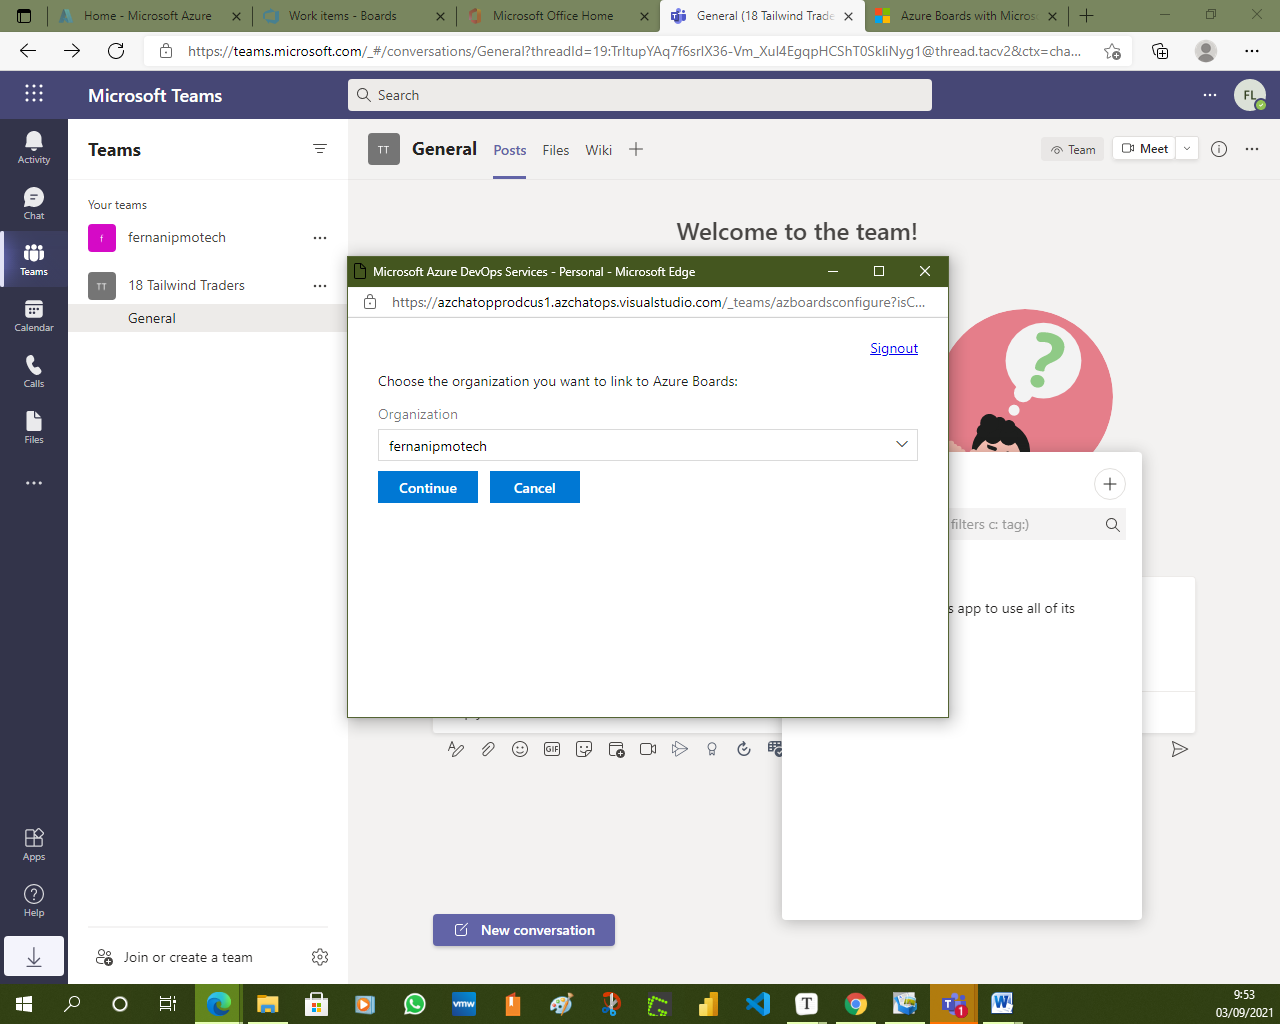 Home - Microsoft Azure
Work items - Boards
Microsoft Office Home
General (18 Tailwind Trade
Azure Boards with Micros
https://teams.microsoft.com/_#/conversations/General?threadId=19:TrItupYAq7f6srlX36-Vm_Xul4EgqpHCShT0SkIiNyg1@thread.tacv2&ctx=cha...
Microsoft Teams
Search
FL
Activity
Chat
Teams
Calendar
Calls
Files
Apps
Help
Teams
Your teams
f
fernanipmotech
TT
18 Tailwind Traders
General
Join or create a team
TT
General
Posts
Files
Wiki
Team
Meet
Welcome to the team!
Microsoft Azure DevOps Services - Personal - Microsoft Edge
https://azchatopprodcus1.azchatops.visualstudio.com/_teams/azboardsconfigure?isC...
Signout
Choose the organization you want to link to Azure Boards:
Organization
fernanipmotech
Continue
Cancel
filters c: tag:)
s app to use all of its
GIF
New conversation
vmw
T
1
9:53
03/09/2021